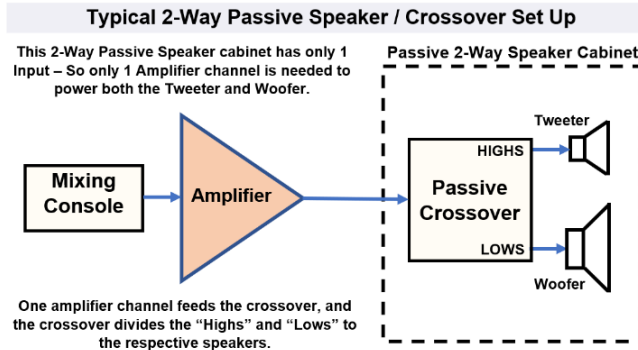 Typical 2-Way Passive Speaker / Crossover Set Up
This 2-Way Passive Speaker cabinet has only 1
Input – So only 1 Amplifier channel is needed to
power both the Tweeter and Woofer.
Passive 2-Way Speaker Cabinet
Tweeter
HIGHS
Mixing
Console
Amplifier
Passive
Crossover
LOWS
Woofer
One amplifier channel feeds the crossover, and
the crossover divides the “Highs” and “Lows” to
the respective speakers.